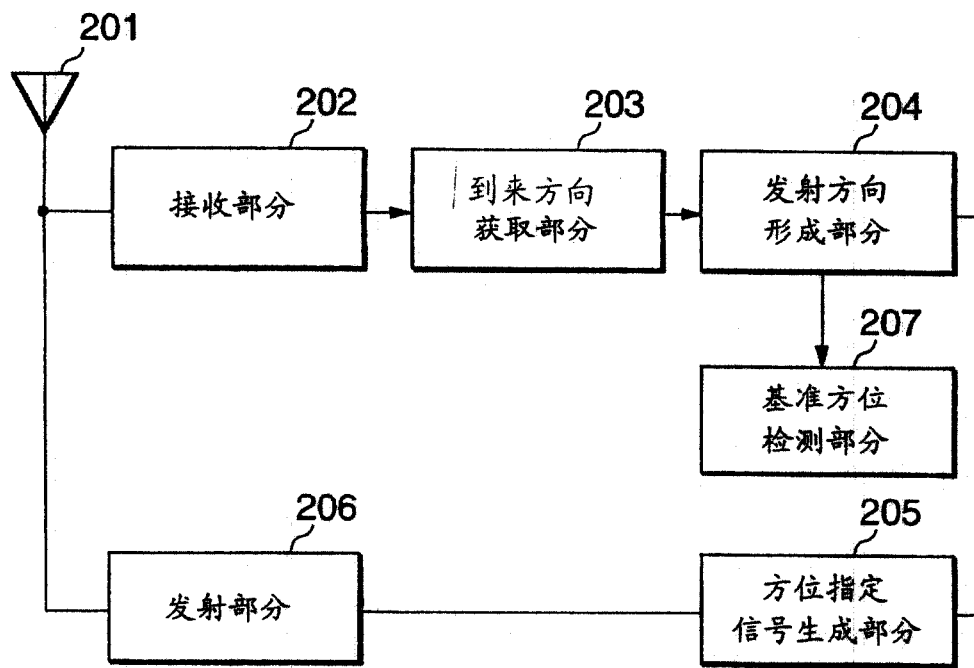 201
202
203
204
接收部分
到来方向
获取部分
发射方向
形成部分
207
基准方位
检测部分
206
205
发射部分
方位指定
信号生成部分